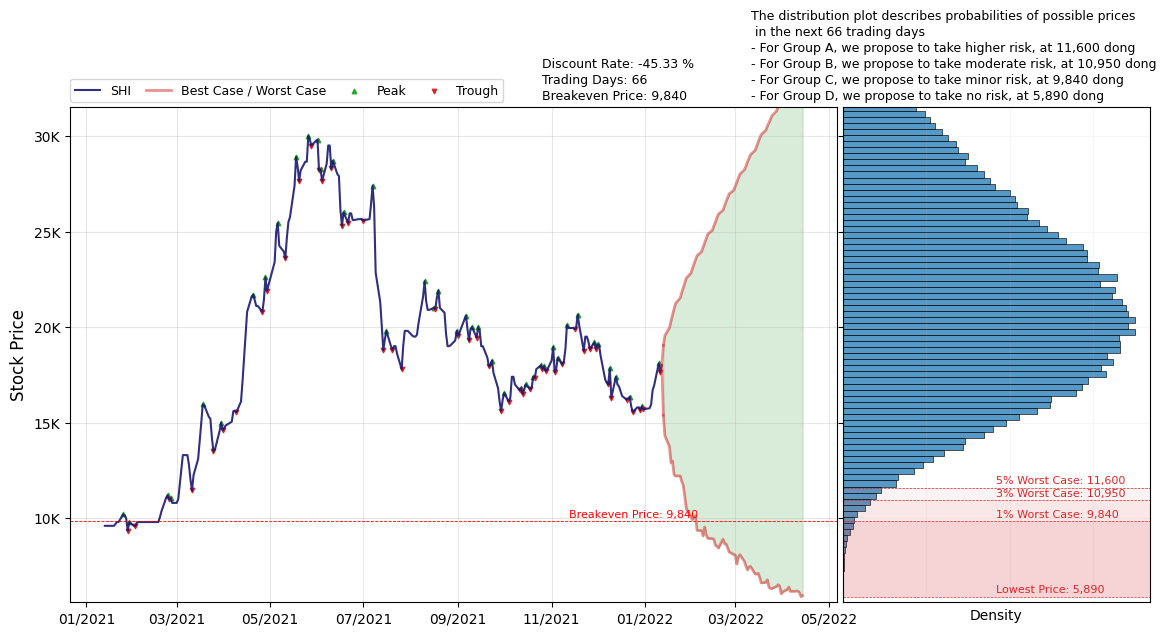 The distribution plot describes probabilities of possible prices
in the next 66 trading days
- For Group A, we propose to take higher risk, at 11,600 dong
- For Group B, we propose to take moderate risk, at 10,950 dong
- For Group C, we propose to take minor risk, at 9,840 dong
- For Group D, we propose to take no risk, at 5,890 dong
Discount Rate: -45.33 %
Trading Days: 66
Breakeven Price: 9,840
SHI
Best Case / Worst Case
Peak
Trough
Stock Price
30K
25K
20K
15K
10K
Breakeven Price: 9,840
01/2021
03/2021
05/2021
07/2021
09/2021
11/2021
01/2022
03/2022
05/2022
5% Worst Case: 11,600
3% Worst Case: 10,950
1% Worst Case: 9,840
Lowest Price: 5,890
Density